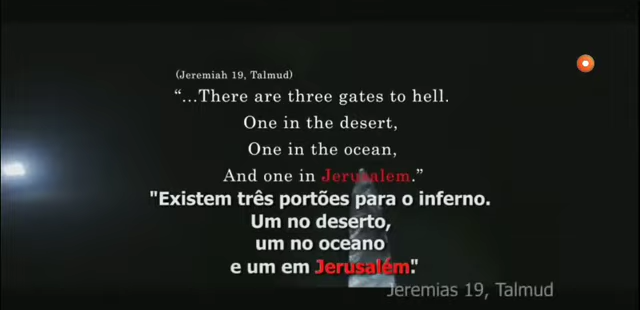 (Jeremiah 19, Talmud)
“...There are three gates to hell.
One in the desert,
One in the ocean,
And one in Jerusalem.”
"Existem três portões para o inferno.
Um no deserto,
um no oceano
e um em Jerusalém."
Jeremias 19, Talmud